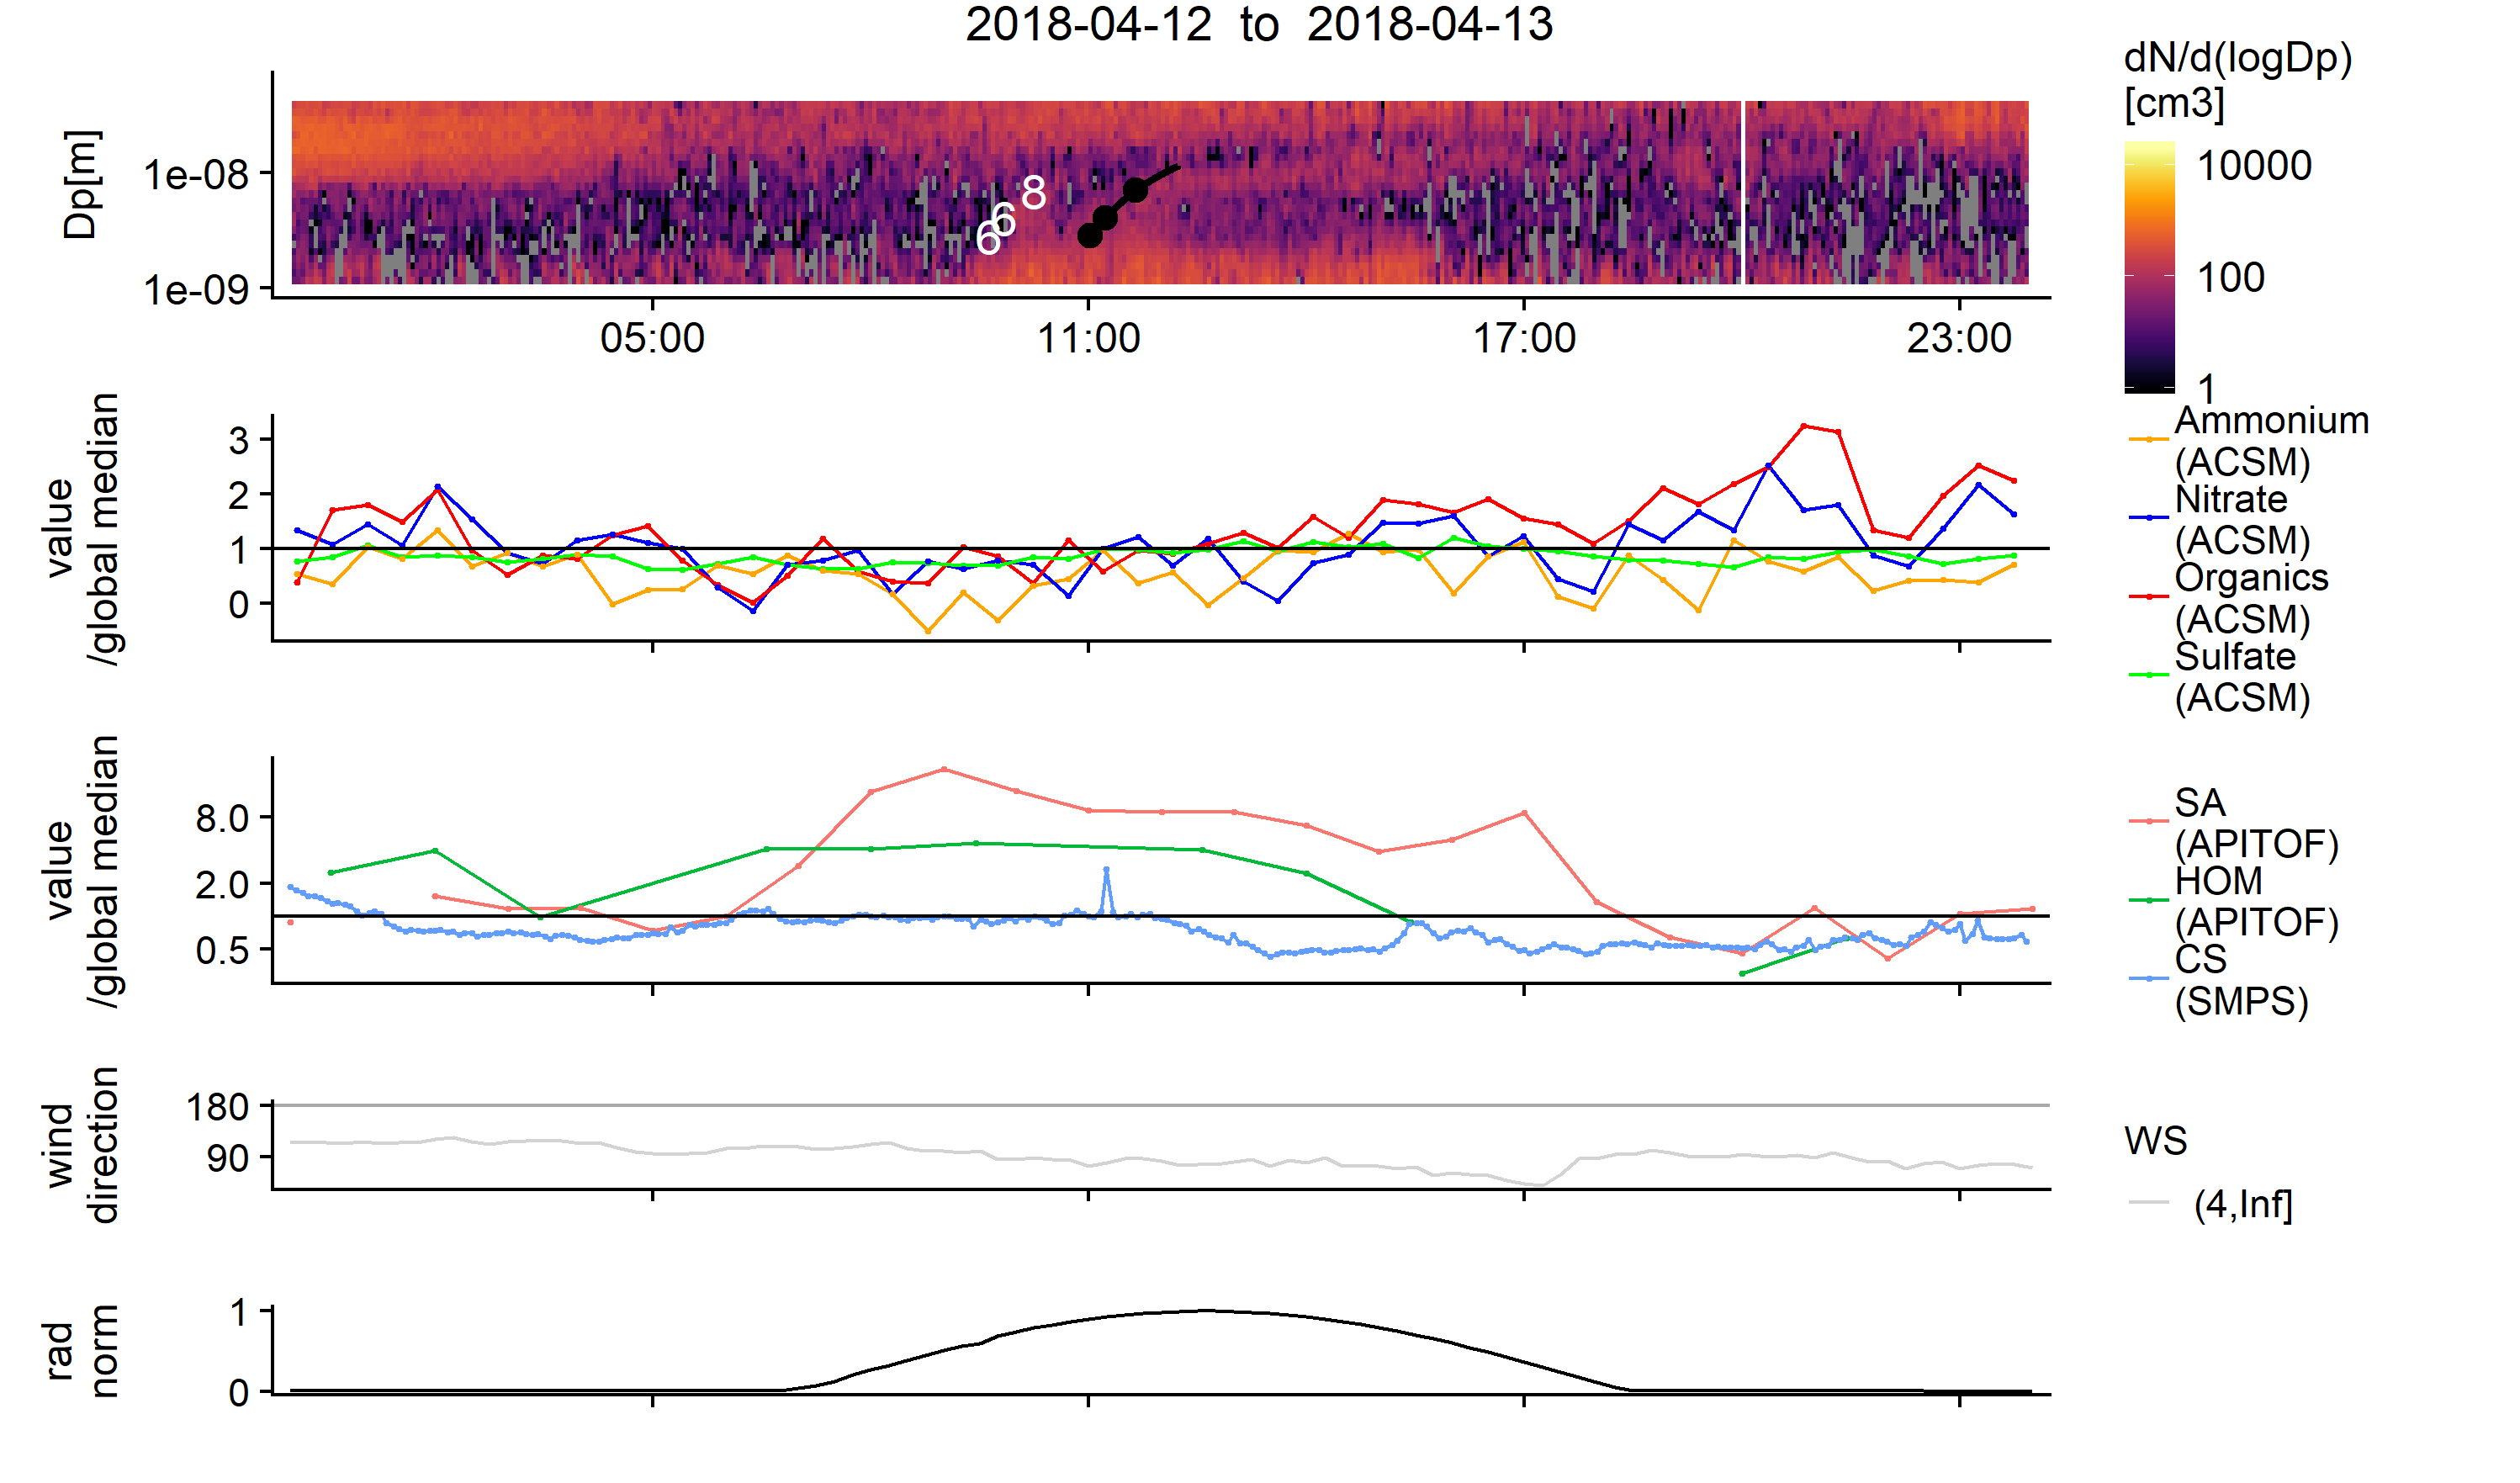 2018-04-12 to 2018-04-13
dN/d(logDp)
[cm3]
10000
100
1
Dp[m]
1e-08
1e-09
8
6
6
05:00
11:00
17:00
23:00
value
/global median
3
2
1
0
Ammonium
(ACSM)
Nitrate
(ACSM)
Organics
(ACSM)
Sulfate
(ACSM)
value
/global median
8.0
2.0
0.5
SA
(APITOF)
HOM
(APITOF)
CS
(SMPS)
wind
direction
180
90
WS
(4,Inf]
rad
norm
1
0